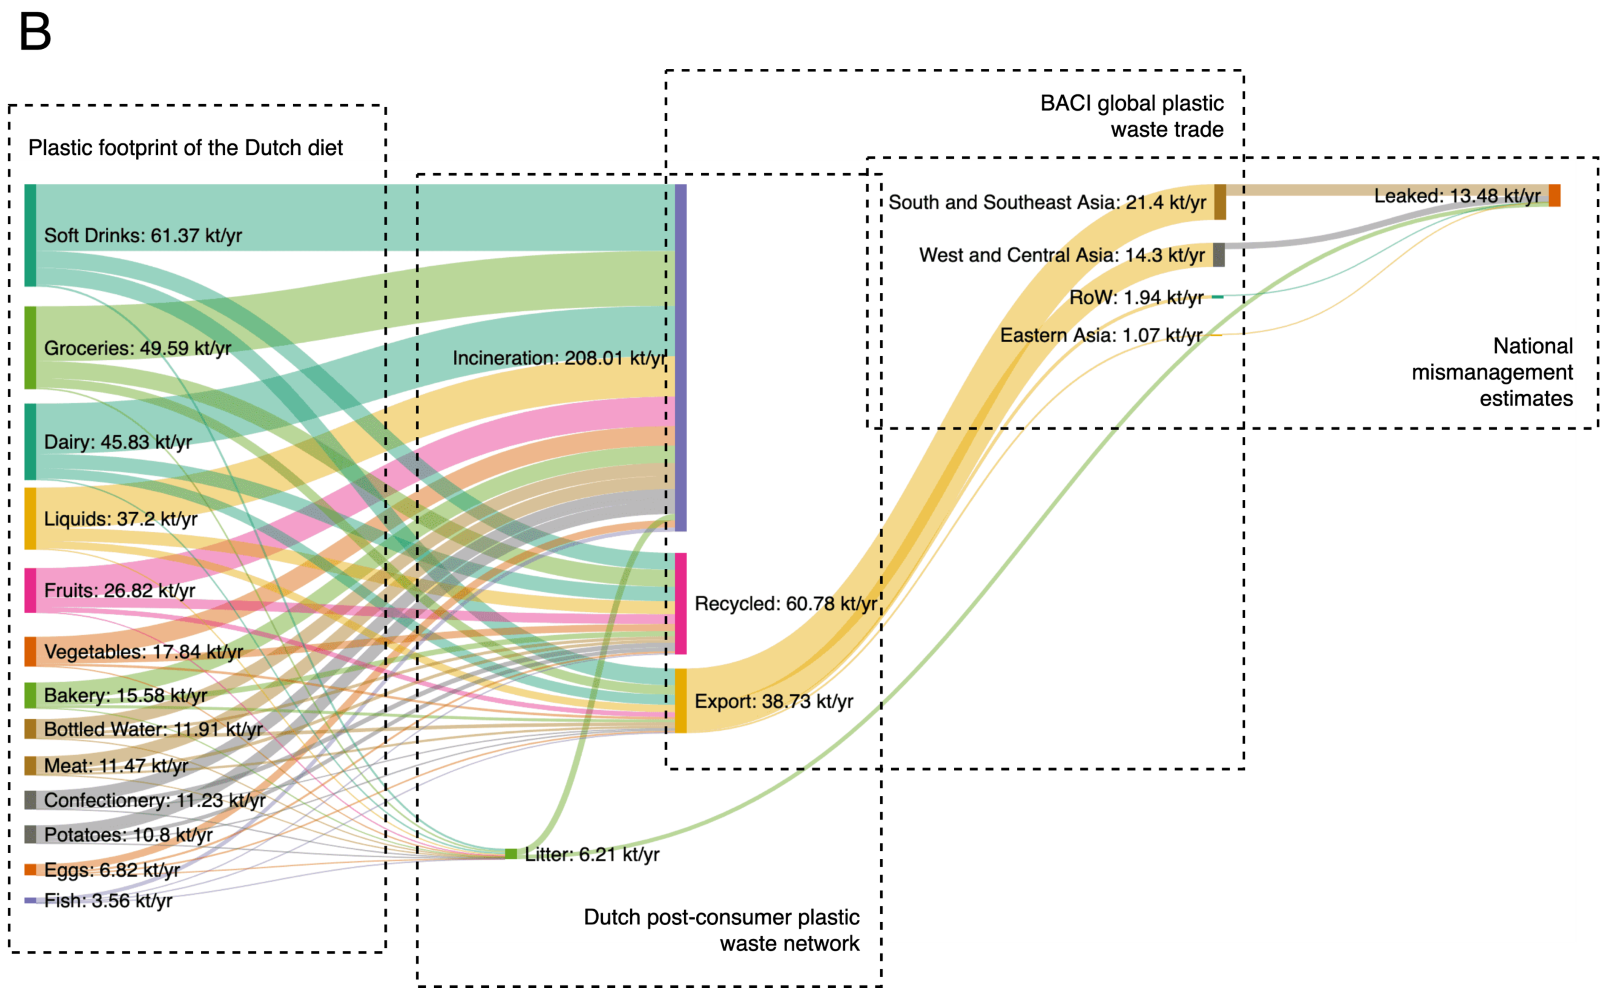 B
Plastic footprint of the Dutch diet
Soft Drinks: 61.37 kt/yr
Groceries: 49.59 kt/yr
Dairy: 45.83 kt/yr
Liquids: 37.2 kt/yr
Fruits: 26.82 kt/yr
Vegetables: 17.84 kt/yr
Bakery: 15.58 kt/yr
Bottled Water: 11.91 kt/yr
Meat: 11.47 kt/yr
Confectionery: 11.23 kt/yr
Potatoes: 10.8 kt/yr
Eggs: 6.82 kt/yr
Fish: 3.56 kt/yr
Incineration: 208.01 kt/yr
Recycled: 60.78 kt/yr
Export: 38.73 kt/yr
Litter: 6.21 kt/yr
Dutch post-consumer plastic
waste network
BACI global plastic
waste trade
South and Southeast Asia: 21.4 kt/yr
West and Central Asia: 14.3 kt/yr
RoW: 1.94 kt/yr
Eastern Asia: 1.07 kt/yr
Leaked: 13.48 kt/yr
National
mismanagement
estimates